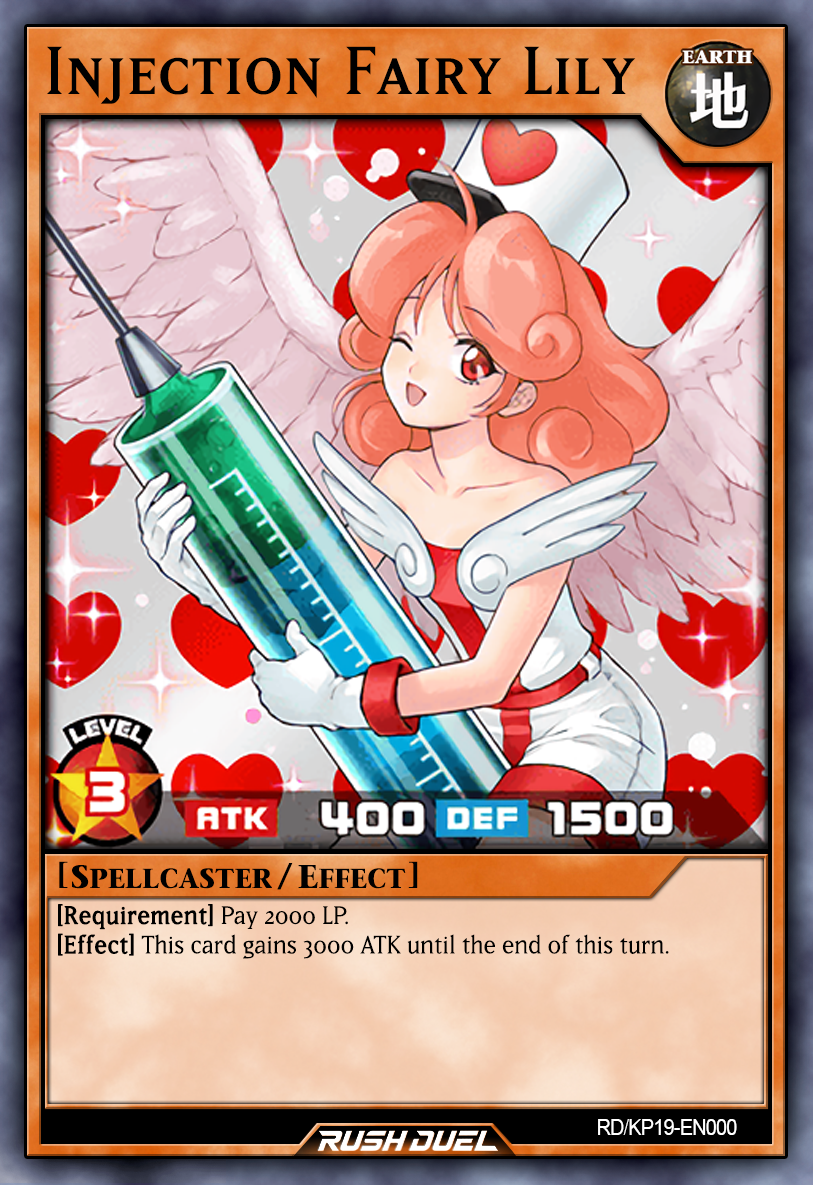 Injection Fairy Lily
EARTH
地
LEVEL
3
ATK 400 DEF 1500
[Spellcaster / Effect]
[Requirement] Pay 2000 LP.
[Effect] This card gains 3000 ATK until the end of this turn.
RD/KP19-EN000
RUSH DUEL